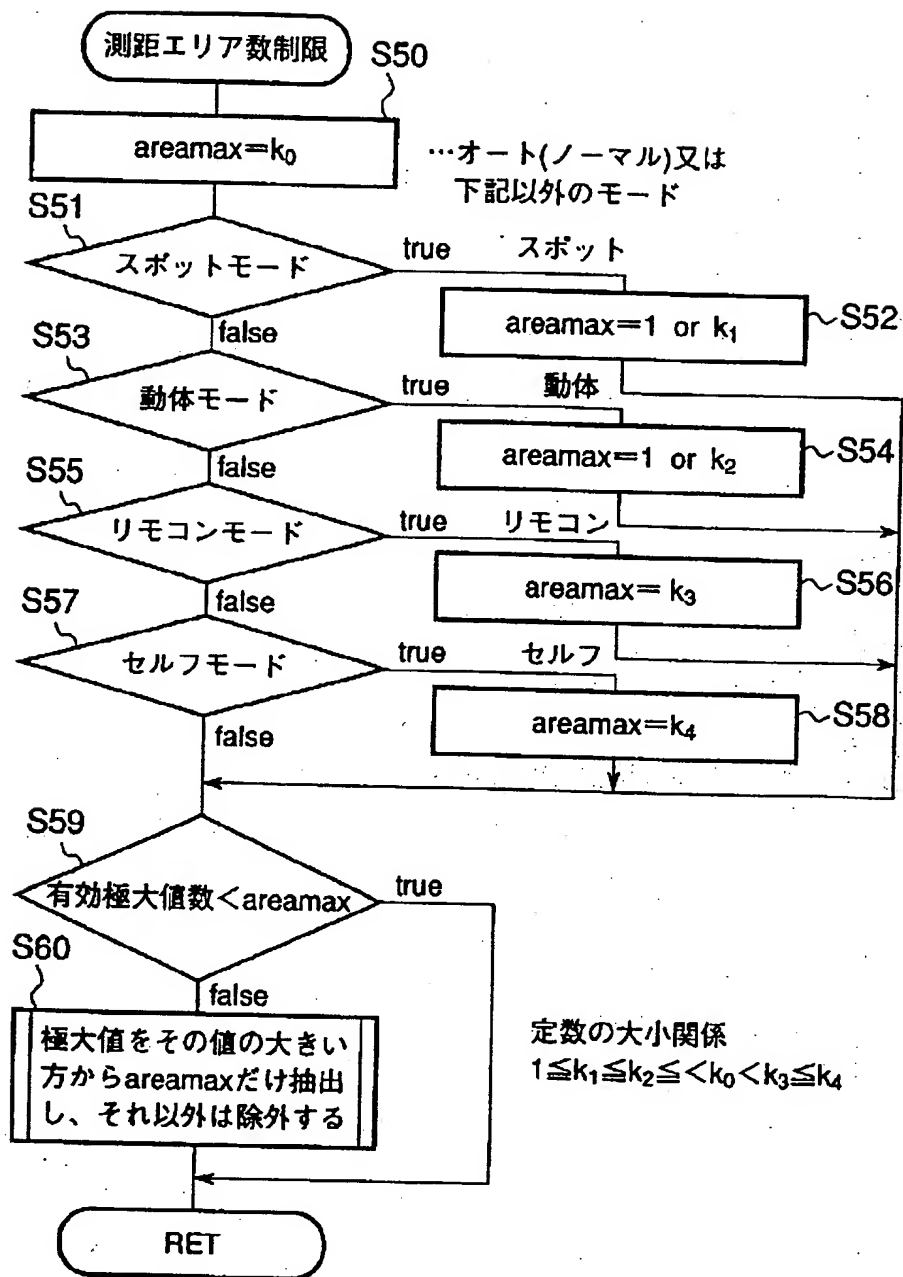 測距エリア数制限
S50
areamax=k₀
…オート(ノーマル)又は
下記以外のモード
S51
スポットモード
true
スポット
areamax=1 or k₁
S52
false
S53
動体モード
true
動体
areamax=1 or k₂
S54
false
S55
リモコンモード
true
リモコン
areamax= k₃
S56
false
S57
セルフモード
true
セルフ
areamax=k₄
S58
false
S59
有効極大値数<areamax
true
S60
false
極大値をその値の大きい
方からareamaxだけ抽出
し、それ以外は除外する
定数の大小関係
1≦k₁≦k₂≦<k₀<k₃≦k₄
RET